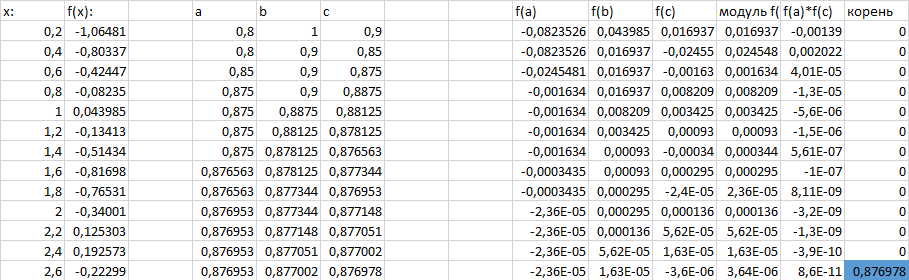 x: f(x): a b c f(a) f(b) f(c) модуль f( f(a)*f(c) корень
0,2 -1,06481 0,8 1 0,9 -0,0823526 0,043985 0,016937 0,016937 -0,00139 0
0,4 -0,80337 0,8 0,9 0,85 -0,0823526 0,016937 -0,02455 0,024548 0,002022 0
0,6 -0,42447 0,85 0,9 0,875 -0,0245481 0,016937 -0,00163 0,001634 4,01E-05 0
0,8 -0,08235 0,875 0,9 0,8875 -0,001634 0,016937 0,008209 0,008209 -1,3E-05 0
1 0,043985 0,875 0,8875 0,88125 -0,001634 0,008209 0,003425 0,003425 -5,6E-06 0
1,2 -0,13413 0,875 0,88125 0,878125 -0,001634 0,003425 0,00093 0,00093 -1,5E-06 0
1,4 -0,51434 0,875 0,878125 0,876563 -0,001634 0,00093 -0,00034 0,000344 5,61E-07 0
1,6 -0,81698 0,876563 0,878125 0,877344 -0,0003435 0,00093 0,000295 0,000295 -1E-07 0
1,8 -0,76531 0,876563 0,877344 0,876953 -0,0003435 0,000295 -2,4E-05 2,36E-05 8,11E-09 0
2 -0,34001 0,876953 0,877344 0,877148 -2,36E-05 0,000295 0,000136 0,000136 -3,2E-09 0
2,2 0,125303 0,876953 0,877148 0,877051 -2,36E-05 0,000136 5,62E-05 5,62E-05 -1,3E-09 0
2,4 0,192573 0,876953 0,877051 0,877002 -2,36E-05 5,62E-05 1,63E-05 1,63E-05 -3,9E-10 0
2,6 -0,22299 0,876953 0,877002 0,876978 -2,36E-05 1,63E-05 -3,6E-06 3,64E-06 8,6E-11 0,876978